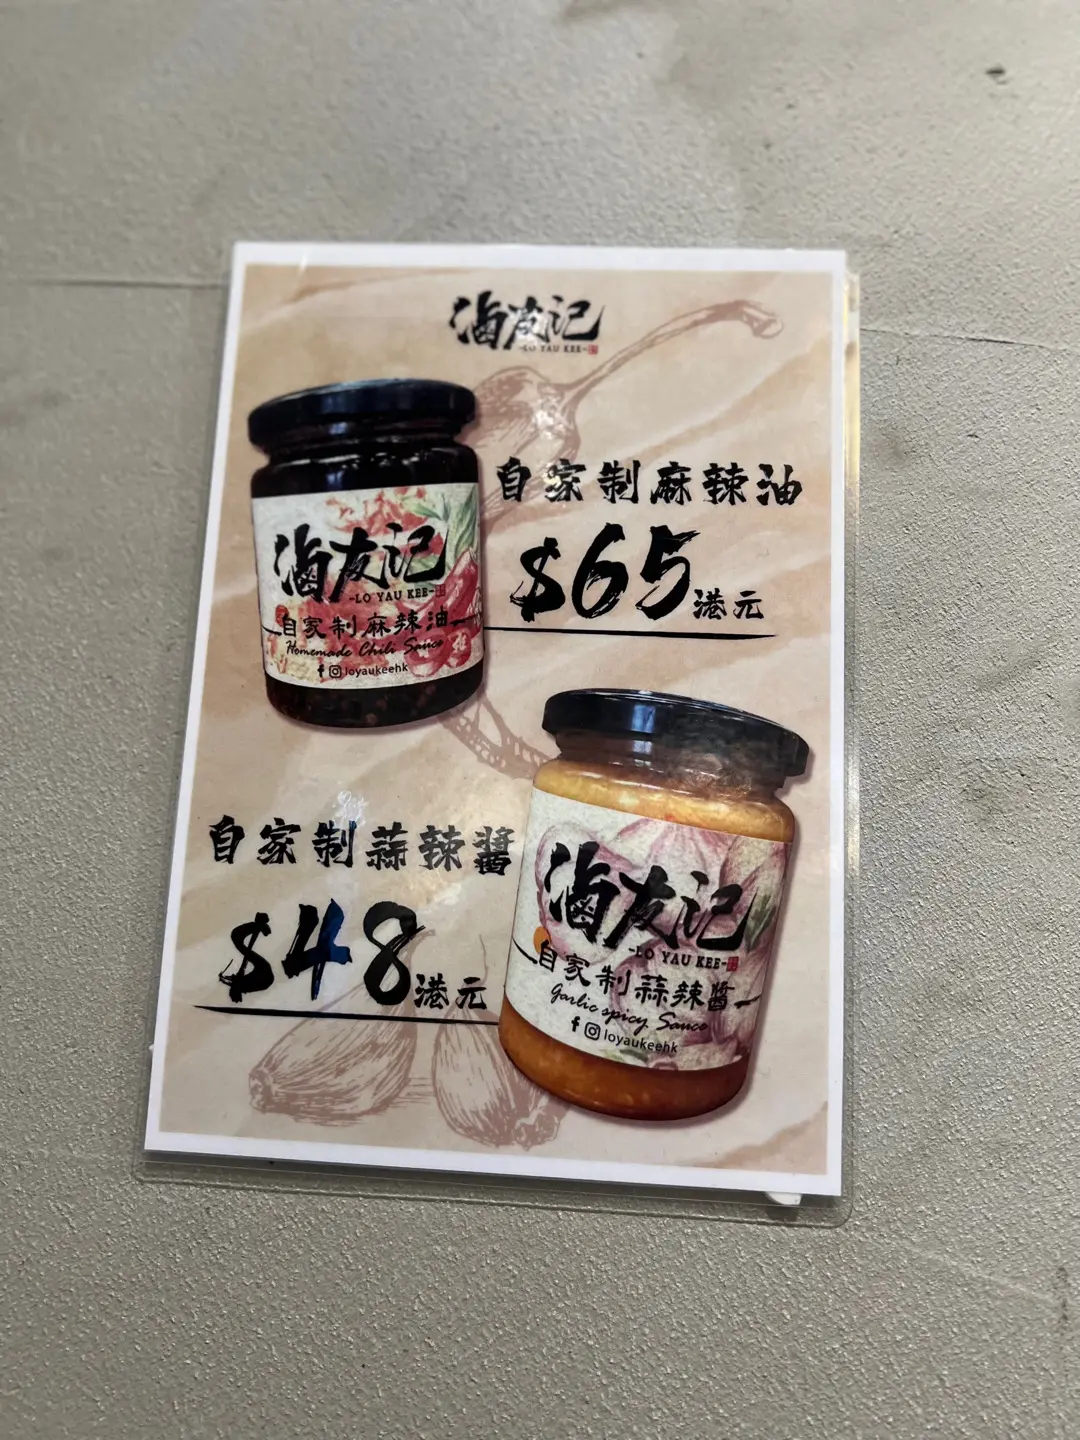 滷友記
-LO YAU KEE-
滷友記
-LO YAU KEE-
自家制麻辣油
Homemade Chili Sauce
loyaukeehk
自家制麻辣油
$65港元
自家制蒜辣醬
$48港元
滷友記
-LO YAU KEE-
自家制蒜辣醬
Garlic spicy Sauce
loyaukeehk